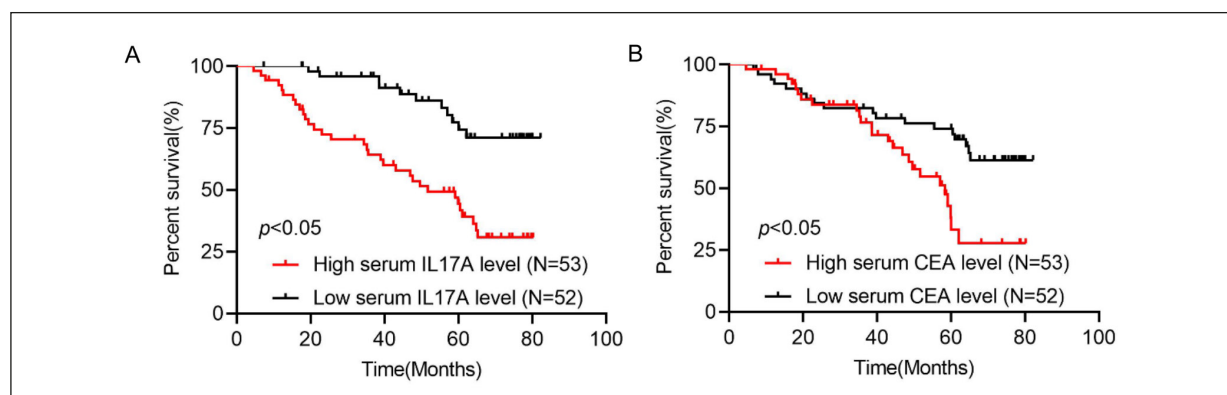 A
Percent survival(%)
100
75
50
25
0
p<0.05
High serum IL17A level (N=53)
Low serum IL17A level (N=52)
0 20 40 60 80 100
Time(Months)
B
Percent survival(%)
100
75
50
25
0
p<0.05
High serum CEA level (N=53)
Low serum CEA level (N=52)
0 20 40 60 80 100
Time(Months)